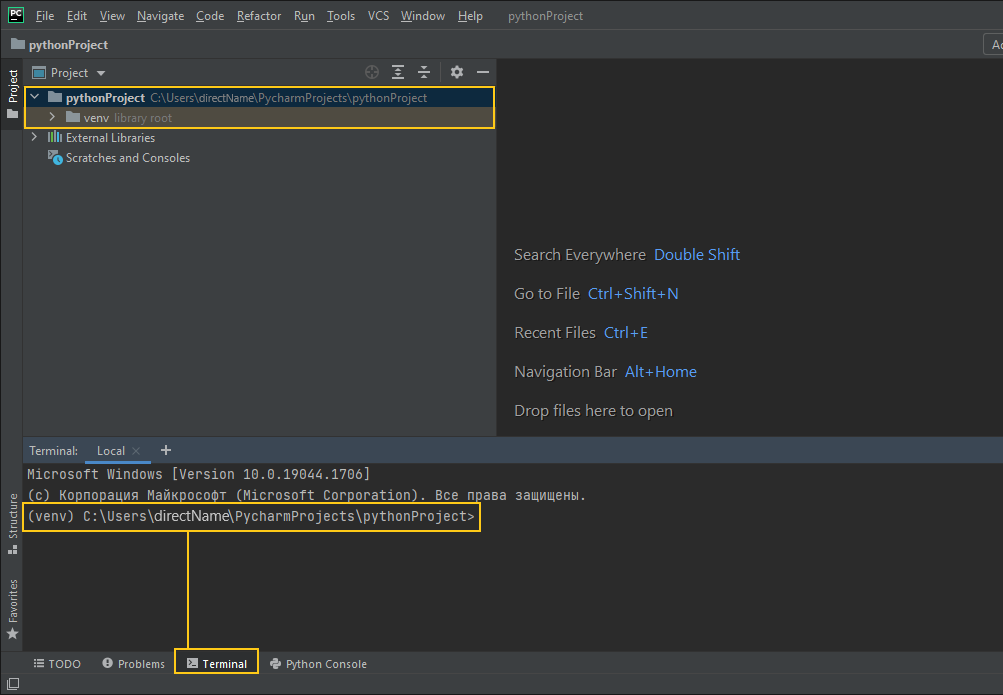 PC File Edit View Navigate Code Refactor Run Tools VCS Window Help pythonProject
pythonProject
Project
Project
pythonProject C:\Users\directName\PycharmProjects\pythonProject
venv library root
External Libraries
Scratches and Consoles
Search Everywhere Double Shift
Go to File Ctrl+Shift+N
Recent Files Ctrl+E
Navigation Bar Alt+Home
Drop files here to open
Terminal: Local × +
Microsoft Windows [Version 10.0.19044.1706]
(c) Корпорация Майкрософт (Microsoft Corporation). Все права защищены.
(venv) C:\Users\directName\PycharmProjects\pythonProject>
Structure
Favorites
TODO Problems Terminal Python Console